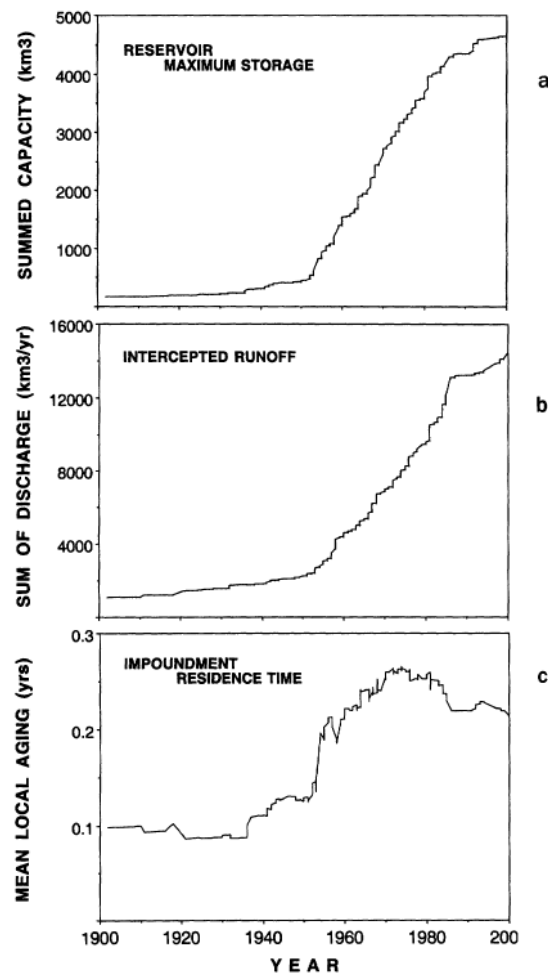 5000
4000
3000
2000
1000
SUMMED CAPACITY (km3)
RESERVOIR
MAXIMUM STORAGE
a
16000
12000
8000
4000
SUM OF DISCHARGE (km3/yr)
INTERCEPTED RUNOFF
b
0.3
0.2
0.1
0.0
MEAN LOCAL AGING (yrs)
IMPOUNDMENT
RESIDENCE TIME
c
1900 1920 1940 1960 1980 200
YEAR